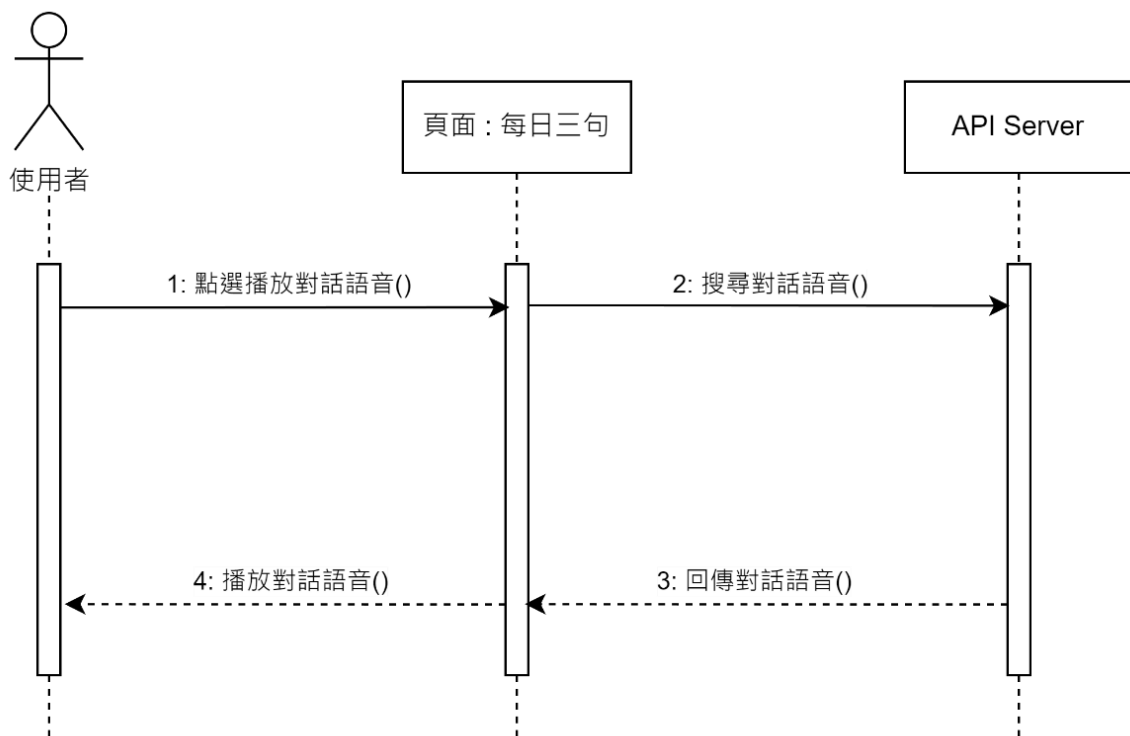 頁面 : 每日三句
API Server
使用者
1: 點選播放對話語音()
2: 搜尋對話語音()
4: 播放對話語音()
3: 回傳對話語音()